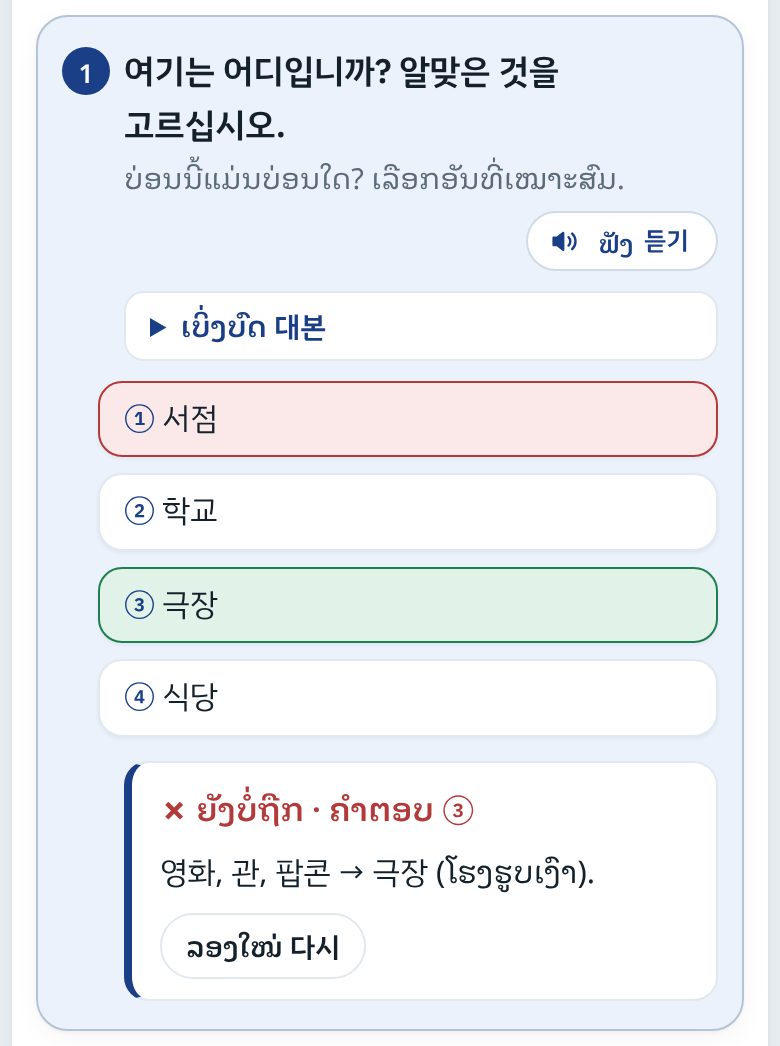 1 여기는 어디입니까? 알맞은 것을
고르십시오.
ບ່ອນນີ້ແມ່ນບ່ອນໃດ? ເລືອກອັນທີ່ເໝາະສົມ.
ຟັງ 듣기
▶ ເບິ່ງບົດ 대본
① 서점
② 학교
③ 극장
④ 식당
✕ ຍັງບໍ່ຖືກ · ຄຳຕອບ ③
영화, 관, 팝콘 → 극장 (ໂຮງຮູບເງົາ).
ລອງໃໝ່ 다시